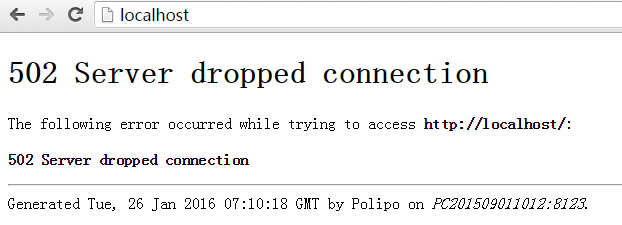 localhost
502 Server dropped connection
The following error occurred while trying to access http://localhost/:
502 Server dropped connection
Generated Tue, 26 Jan 2016 07:10:18 GMT by Polipo on PC201509011012:8123.